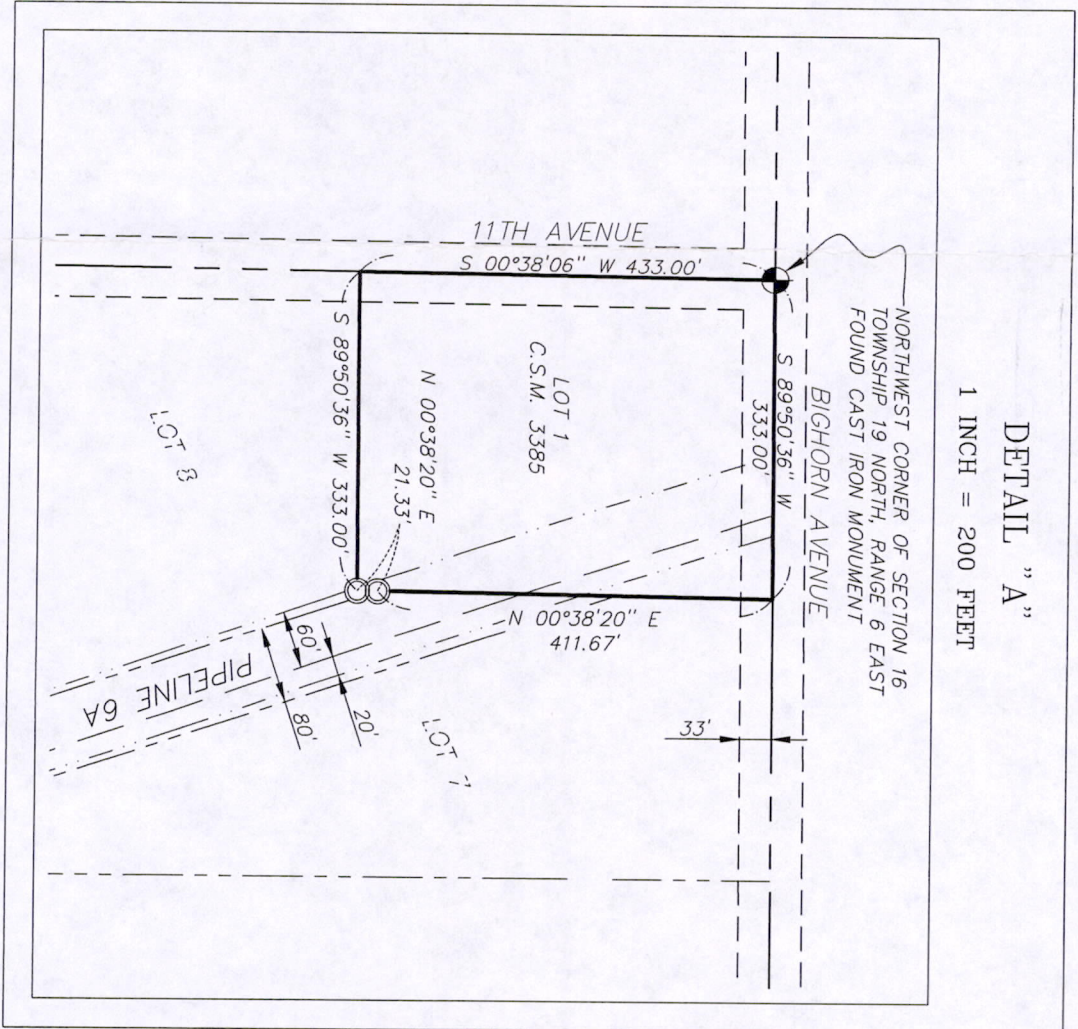 DETAIL "A"
1 INCH = 200 FEET
NORTHWEST CORNER OF SECTION 16
TOWNSHIP 19 NORTH, RANGE 6 EAST
FOUND CAST IRON MONUMENT
BIGHORN AVENUE
S 89°50'36" W
333.00'
33'
11TH AVENUE
S 00°38'06" W 433.00'
LOT 1
C.S.M. 3385
N 00°38'20" E
411.67'
N 00°38'20" E
21.33'
S 89°50'36" W 333.00'
LOT 8
LOT 7
60'
20'
80'
PIPELINE 6A